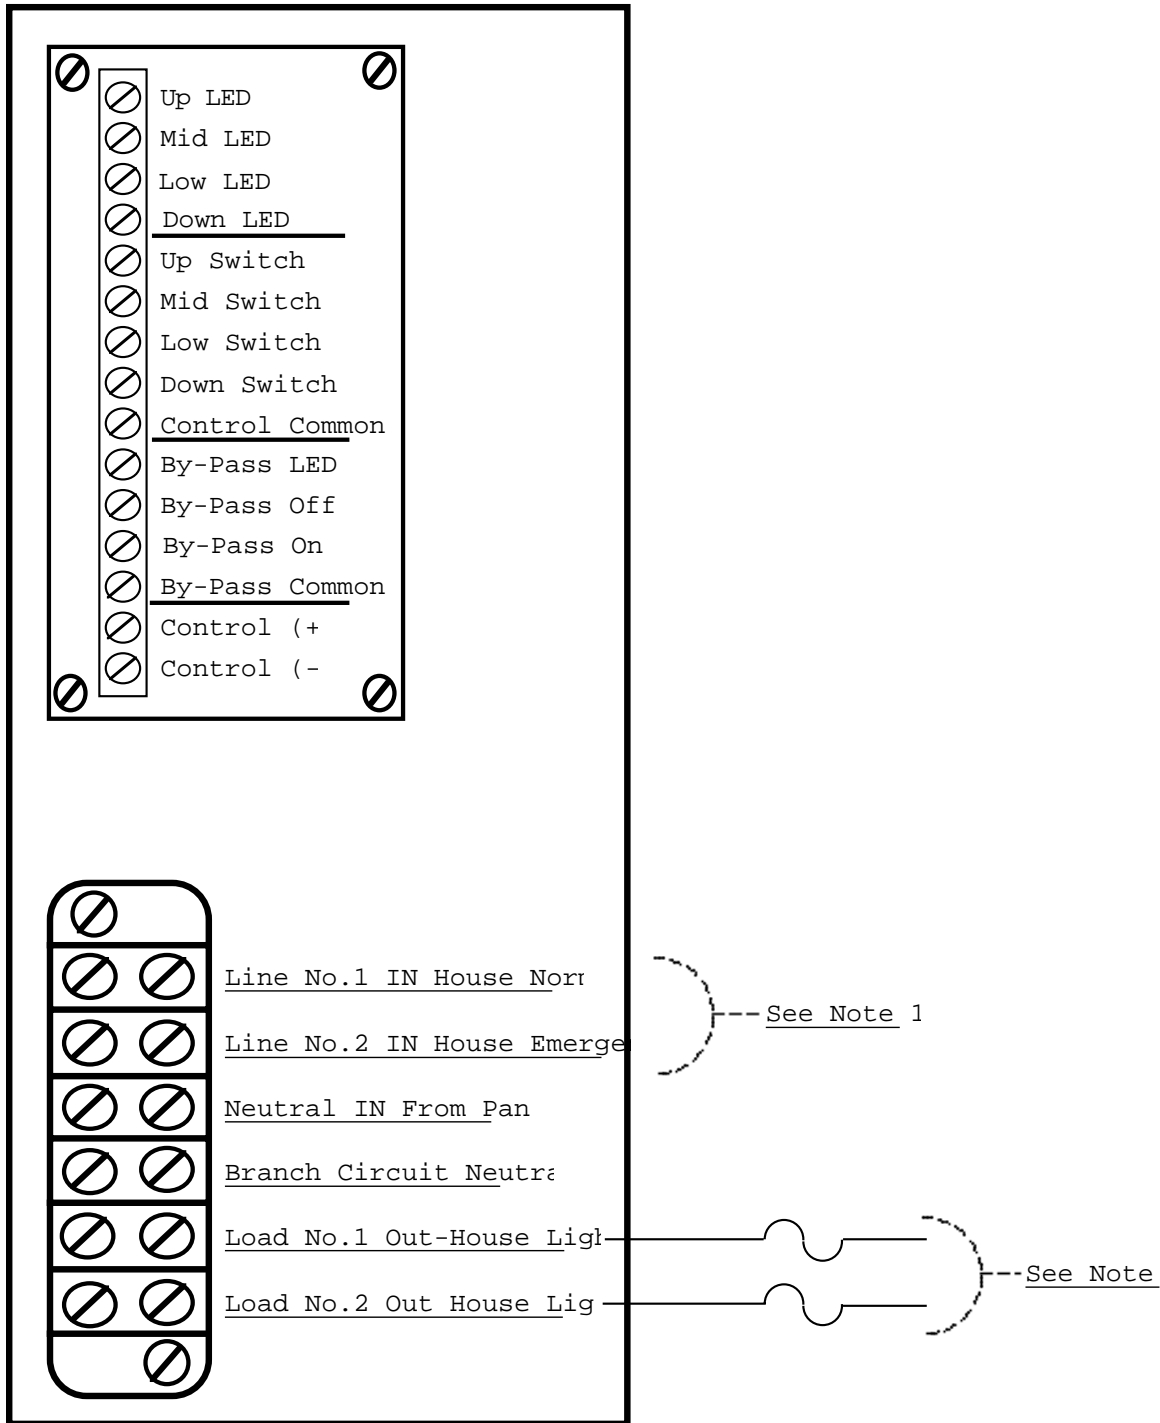 Up LED
Mid LED
Low LED
Down LED
Up Switch
Mid Switch
Low Switch
Down Switch
Control Common
By-Pass LED
By-Pass Off
By-Pass On
By-Pass Common
Control (+
Control (-
Line No.1 IN House
See Note 1
Line No.2 IN House Emerge
Neutral IN From Pan
Branch Circuit
Load No.1 Out-House
Load No.2 Out House Lig
See Note